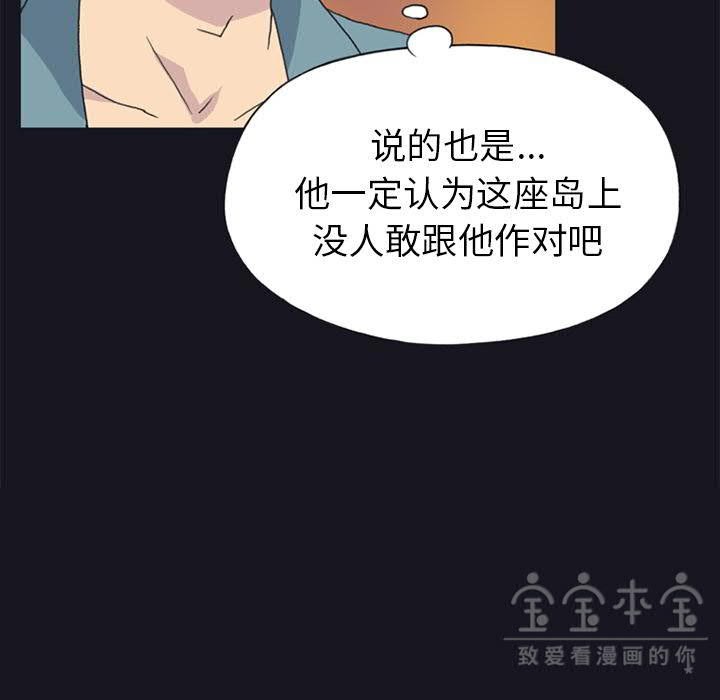 说的也是...
他一定认为这座岛上
没人敢跟他作对吧
宝宝本宝
致爱看漫画的你